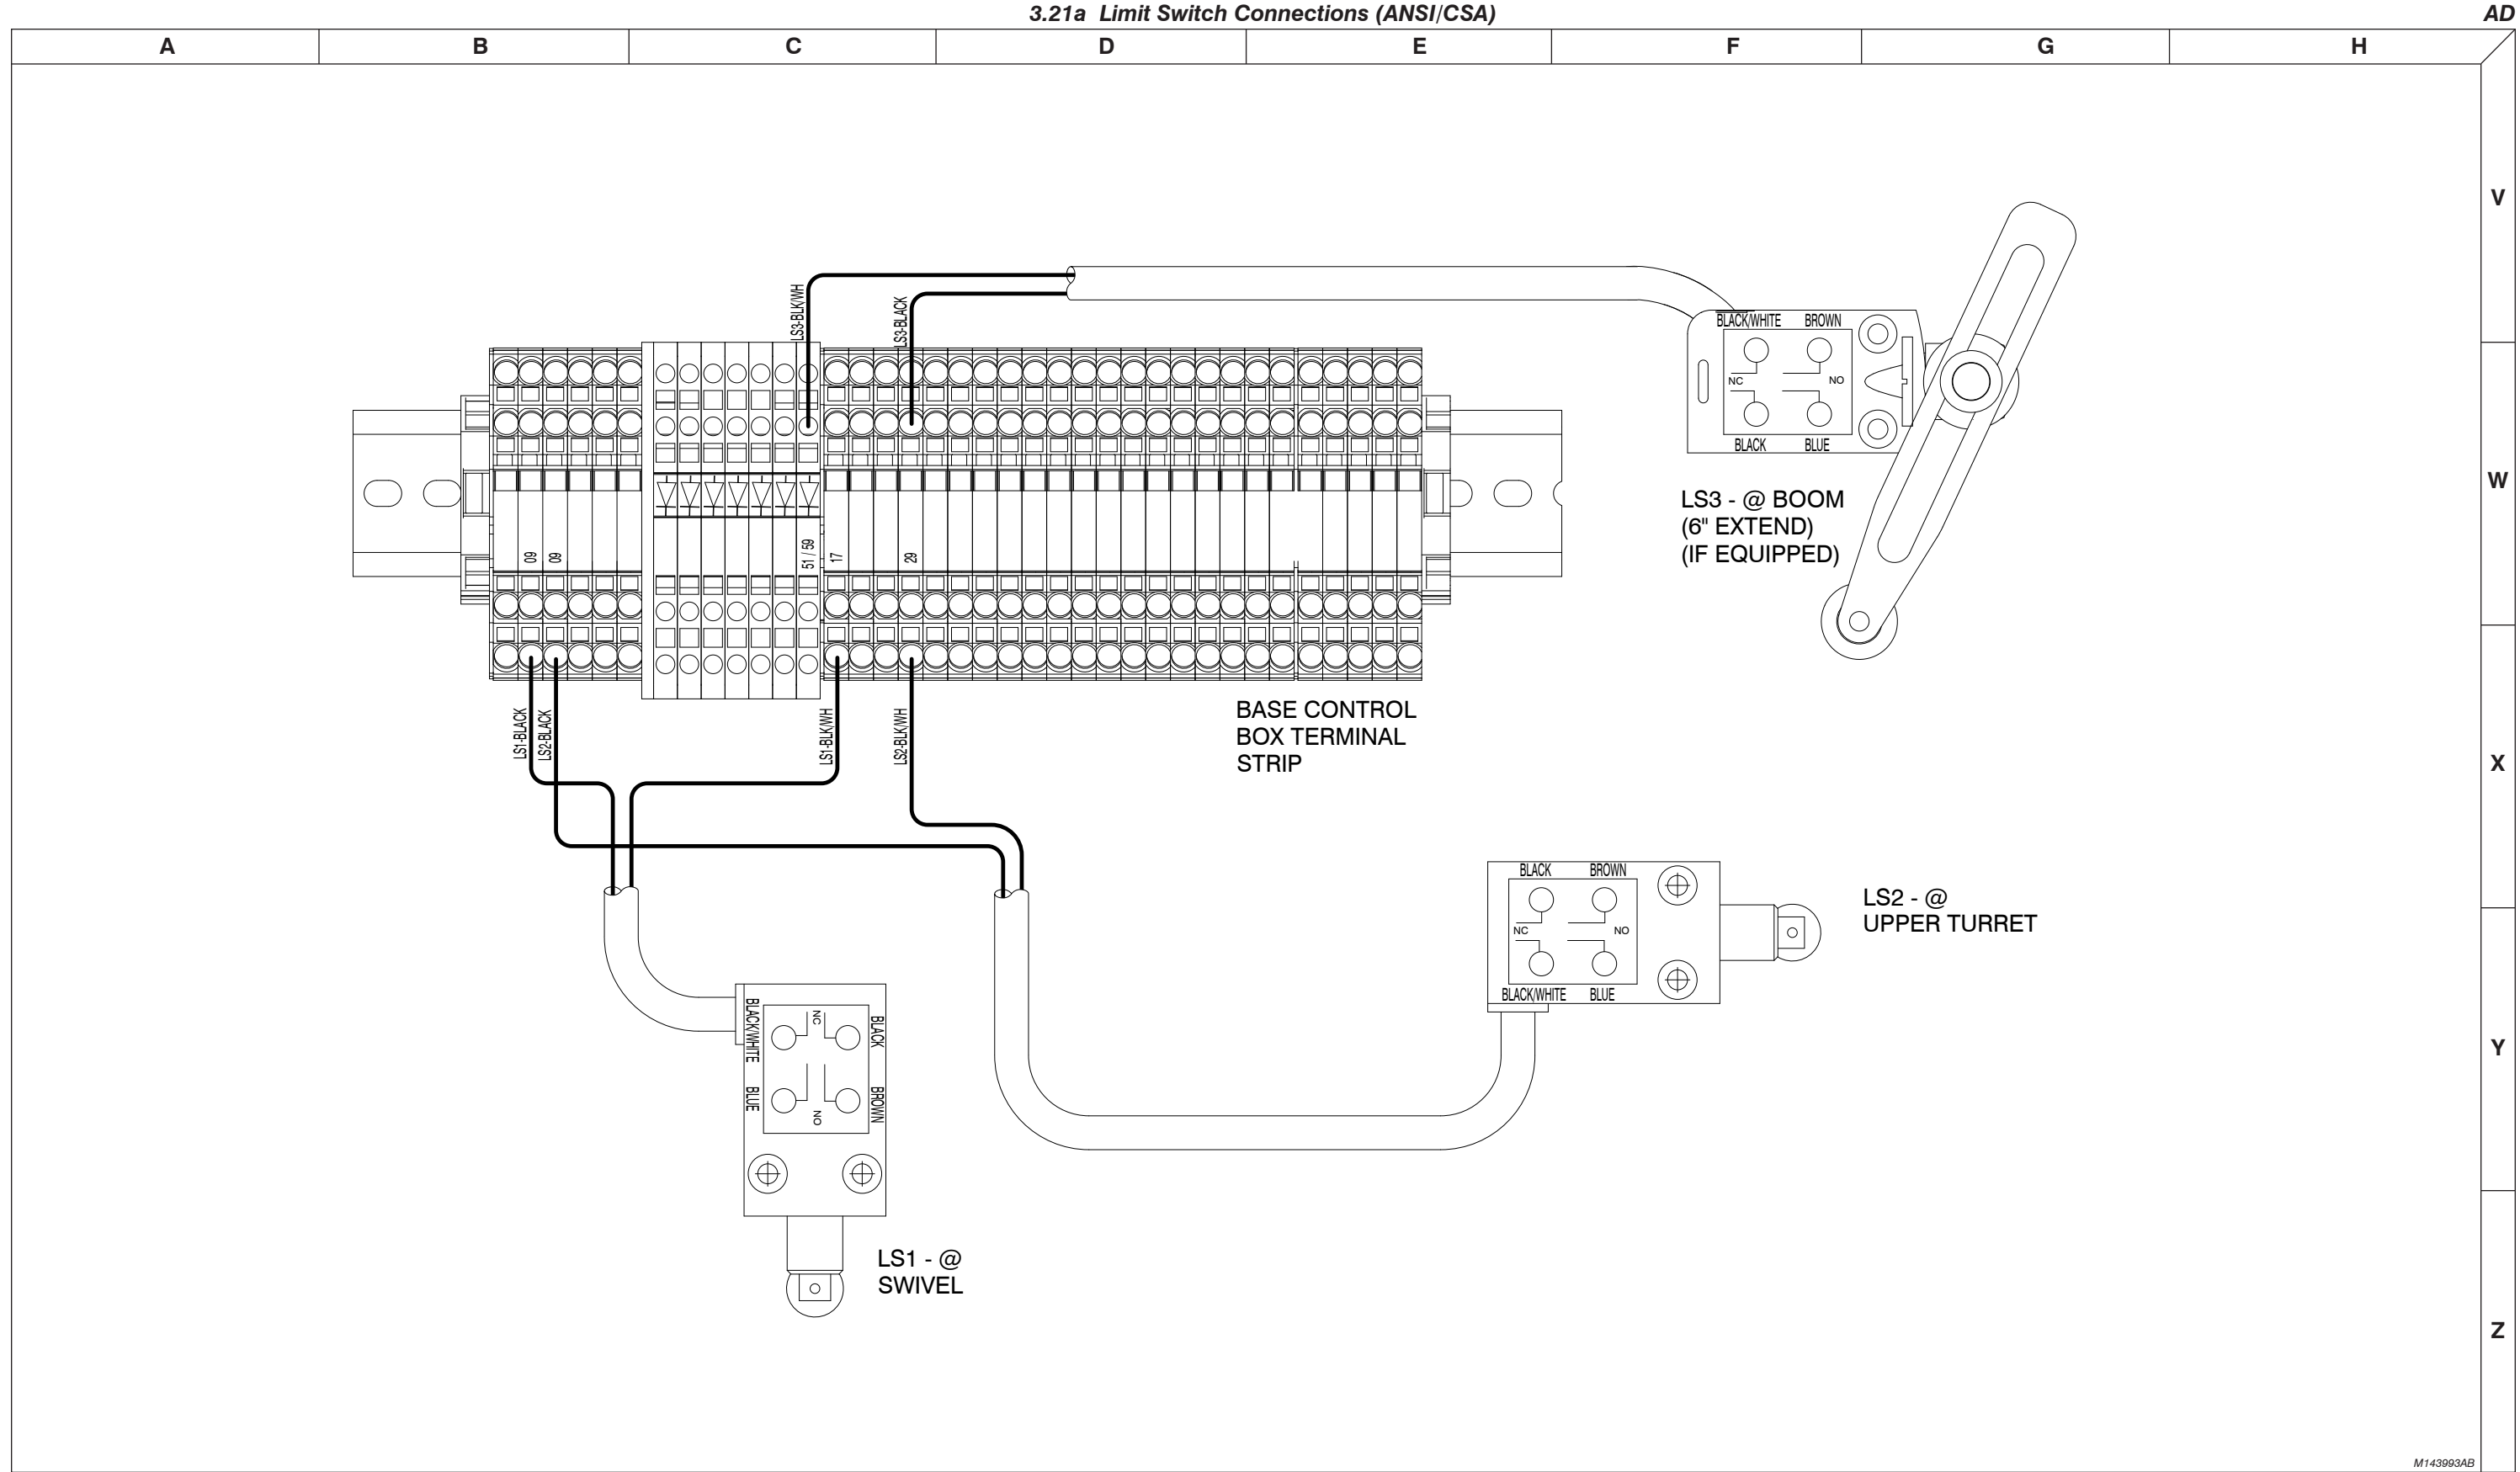 3.21a Limit Switch Connections (ANSI/CSA)
AD
A B C D E F G H
V
LS3-BLK/WH
LS3-BLACK
BLACK/WHITE BROWN
NC NO
BLACK BLUE
W
LS3 - @ BOOM
(6" EXTEND)
(IF EQUIPPED)
09
09
51 / 59
17
29
BASE CONTROL
BOX TERMINAL
STRIP
LS1-BLACK
LS2-BLACK
LS1-BLK/WH
LS2-BLK/WH
X
BLACK BROWN
NC NO
BLACK/WHITE BLUE
LS2 - @
UPPER TURRET
BLACK/WHITE
NC
BLACK
BLUE
NO
BROWN
Y
LS1 - @
SWIVEL
Z
M143993AB